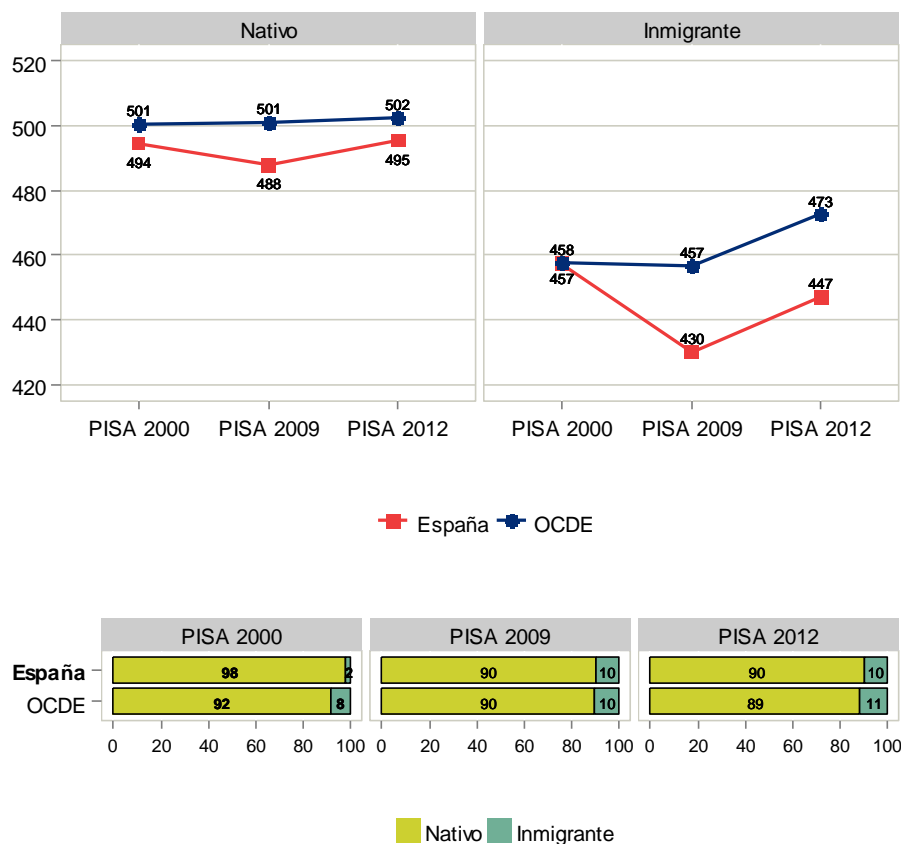 Nativo Inmigrante
520
500
480
460
440
420
501 501 502
494 488 495
458 457 473
457 430 447
PISA 2000 PISA 2009 PISA 2012 PISA 2000 PISA 2009 PISA 2012
España OCDE
PISA 2000 PISA 2009 PISA 2012
España 98 2 90 10 90 10
OCDE 92 8 90 10 89 11
0 20 40 60 80 100 0 20 40 60 80 100 0 20 40 60 80 100
Nativo Inmigrante